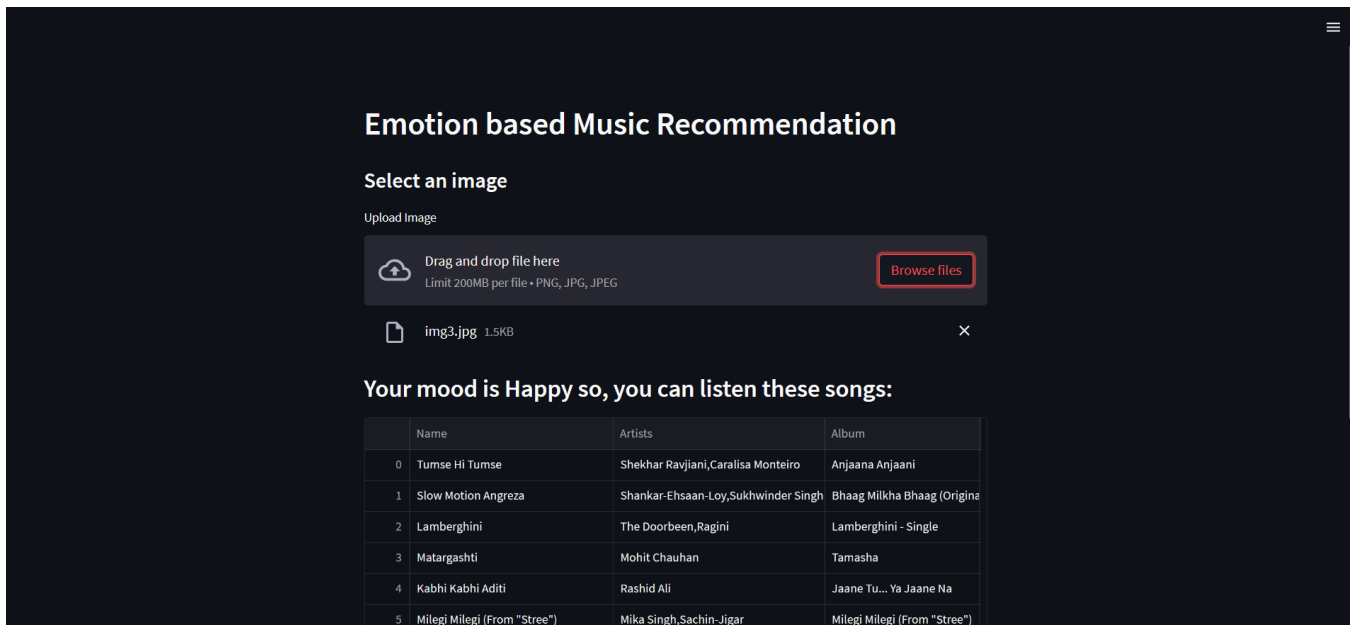 Emotion based Music Recommendation
Select an image
Upload Image
Drag and drop file here
Limit 200MB per file • PNG, JPG, JPEG
Browse files
img3.jpg 1.5KB
Your mood is Happy so, you can listen these songs:
Name Artists Album
0 Tumse Hi Tumse Shekhar Ravjiani,Caralisa Monteiro Anjaana Anjaani
1 Slow Motion Angreza Shankar-Ehsaan-Loy,Sukhwinder Singh Bhaag Milkha Bhaag (Origina
2 Lamberghini The Doorbeen,Ragini Lamberghini - Single
3 Matargashti Mohit Chauhan Tamasha
4 Kabhi Kabhi Aditi Rashid Ali Jaane Tu... Ya Jaane Na
5 Milegi Milegi (From "Stree") Mika Singh,Sachin-Jigar Milegi Milegi (From "Stree")